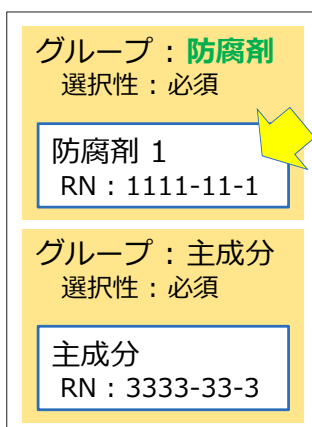 グループ：防腐剤
選択性：必須
防腐剤 1
RN：1111-11-1
グループ：主成分
選択性：必須
主成分
RN：3333-33-3